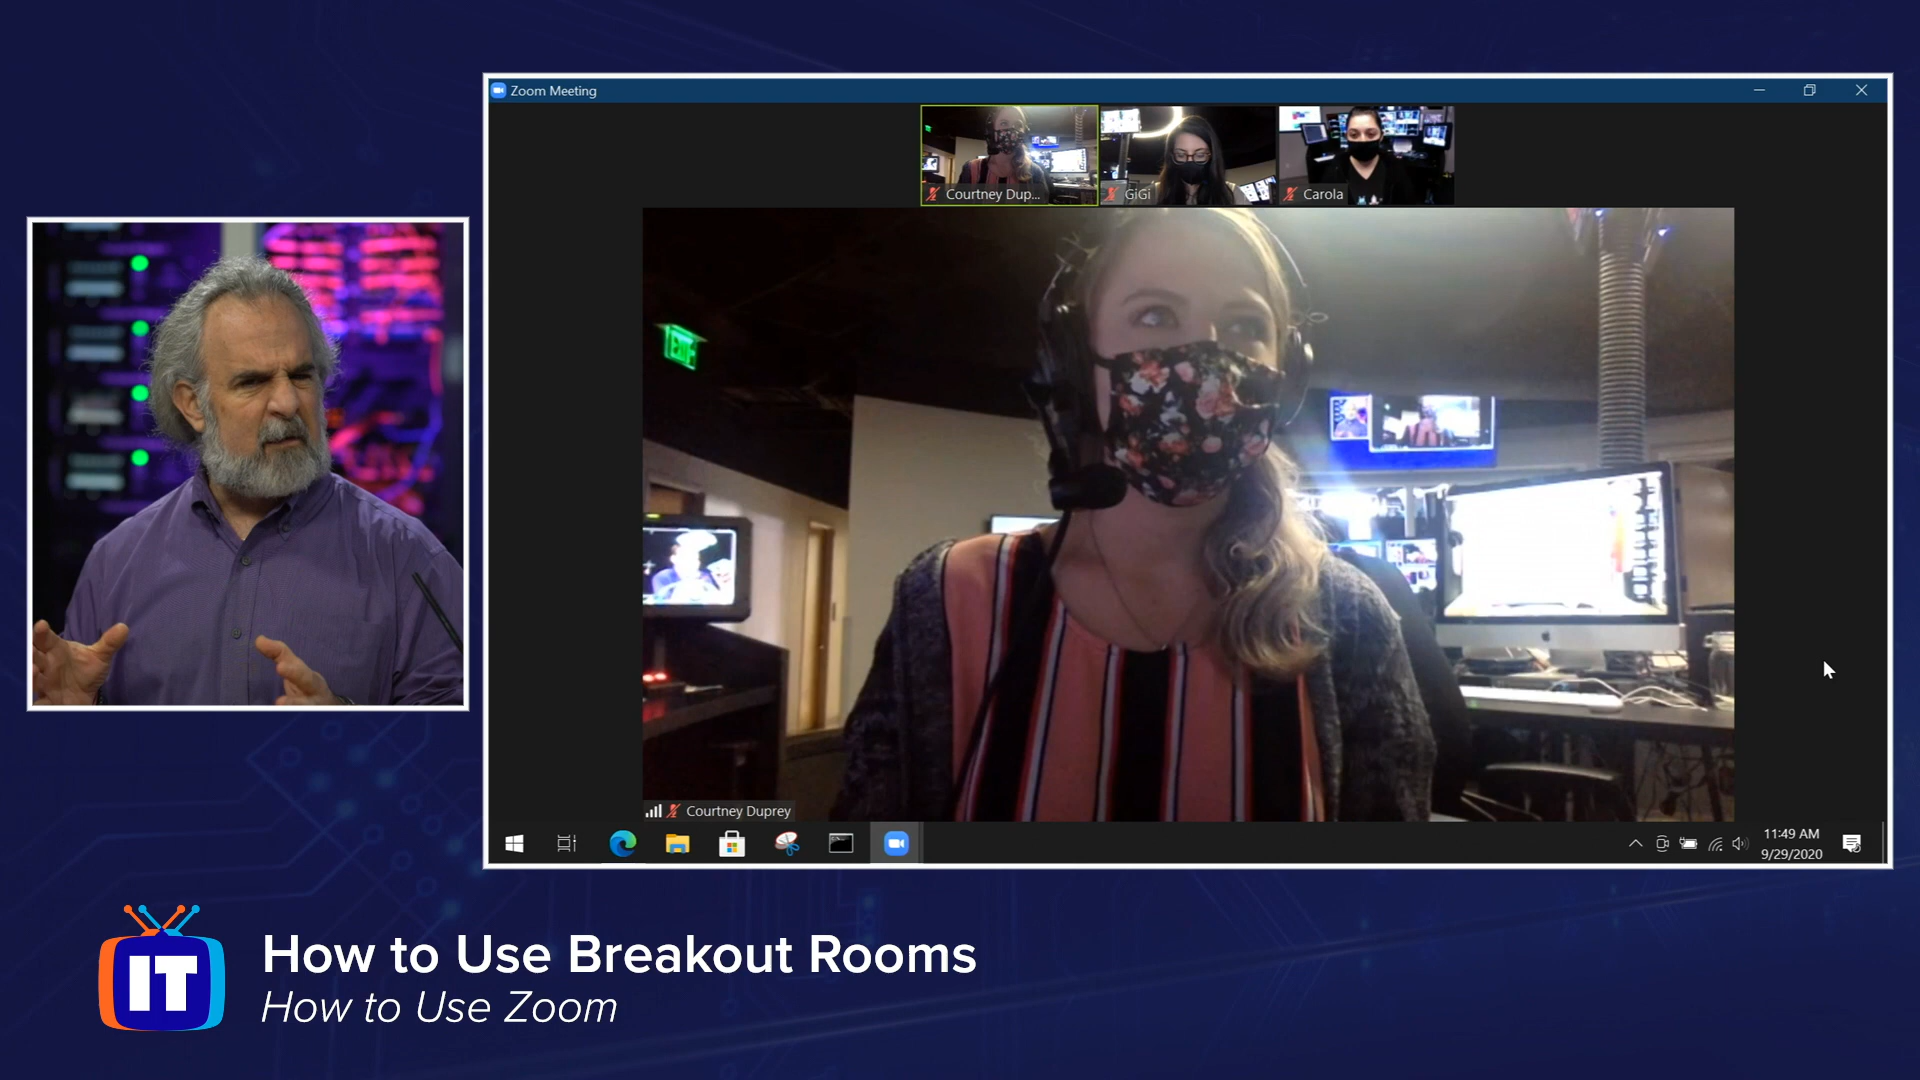 Zoom Meeting
Courtney Dup...
GiGi
Carola
EXIT
Courtney Duprey
11:49 AM
9/29/2020
IT
How to Use Breakout Rooms
How to Use Zoom